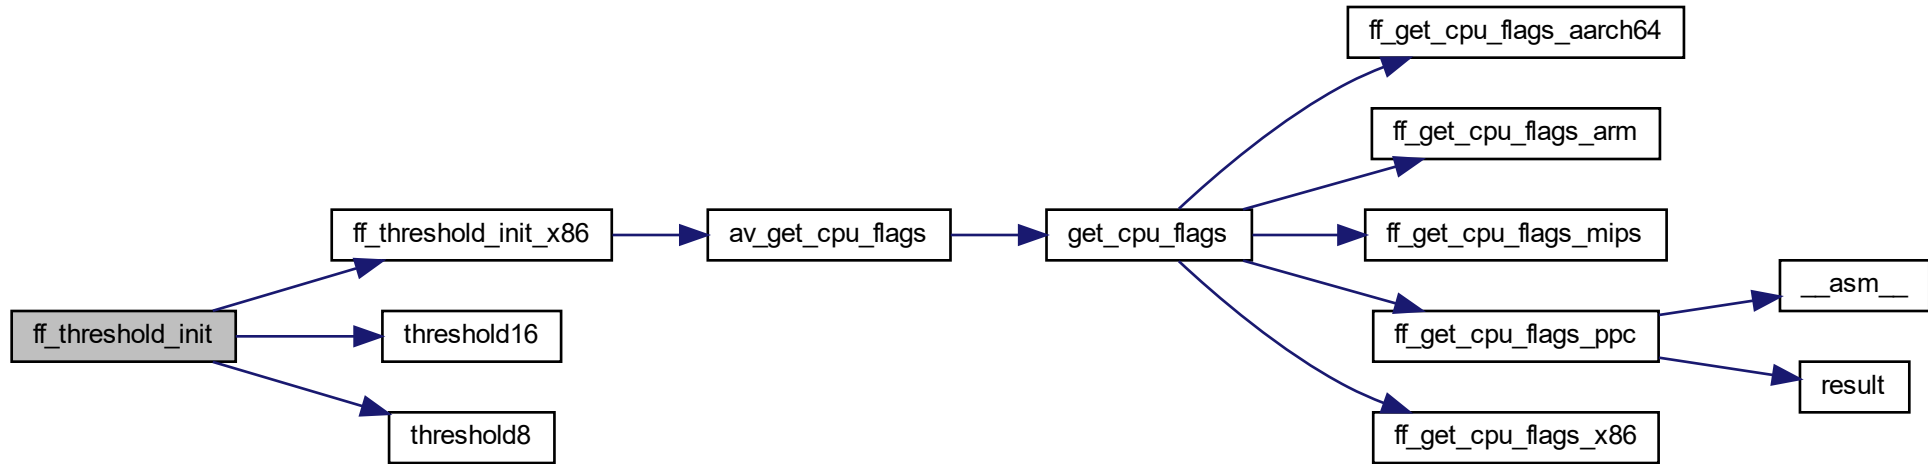 ff_get_cpu_flags_aarch64
ff_get_cpu_flags_arm
ff_threshold_init_x86
av_get_cpu_flags
get_cpu_flags
ff_get_cpu_flags_mips
__asm__
ff_threshold_init
threshold16
ff_get_cpu_flags_ppc
result
threshold8
ff_get_cpu_flags_x86